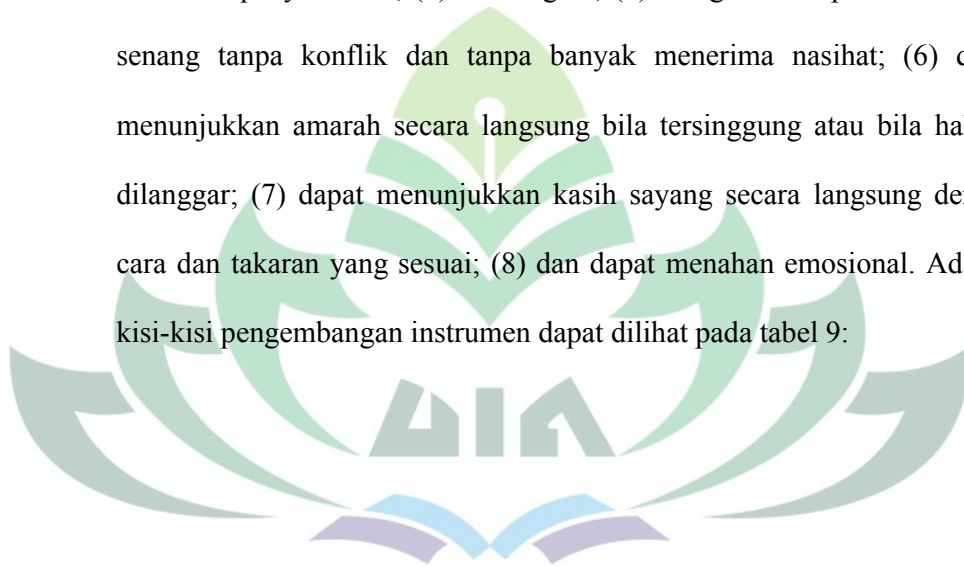 senang tanpa konflik dan tanpa banyak menerima nasihat; (6)
menunjukkan amarah secara langsung bila tersinggung atau bila
dilanggar; (7) dapat menunjukkan kasih sayang secara langsung
cara dan takaran yang sesuai; (8) dan dapat menahan emosional.
kisi-kisi pengembangan instrumen dapat dilihat pada tabel 9:
UIN